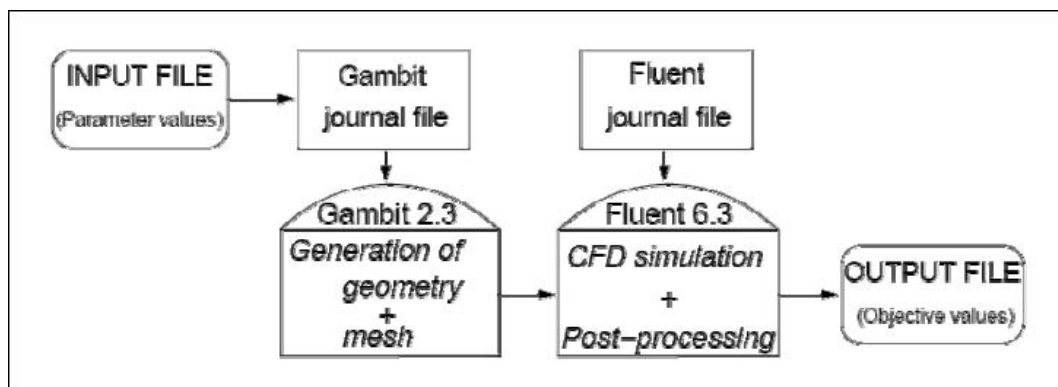 INPUT FILE
(Parameter values)
Gambit
journal file
Fluent
journal file
Gambit 2.3
Generation of
geometry
+
mesh
Fluent 6.3
CFD simulation
+
Post-processing
OUTPUT FILE
(Objective values)